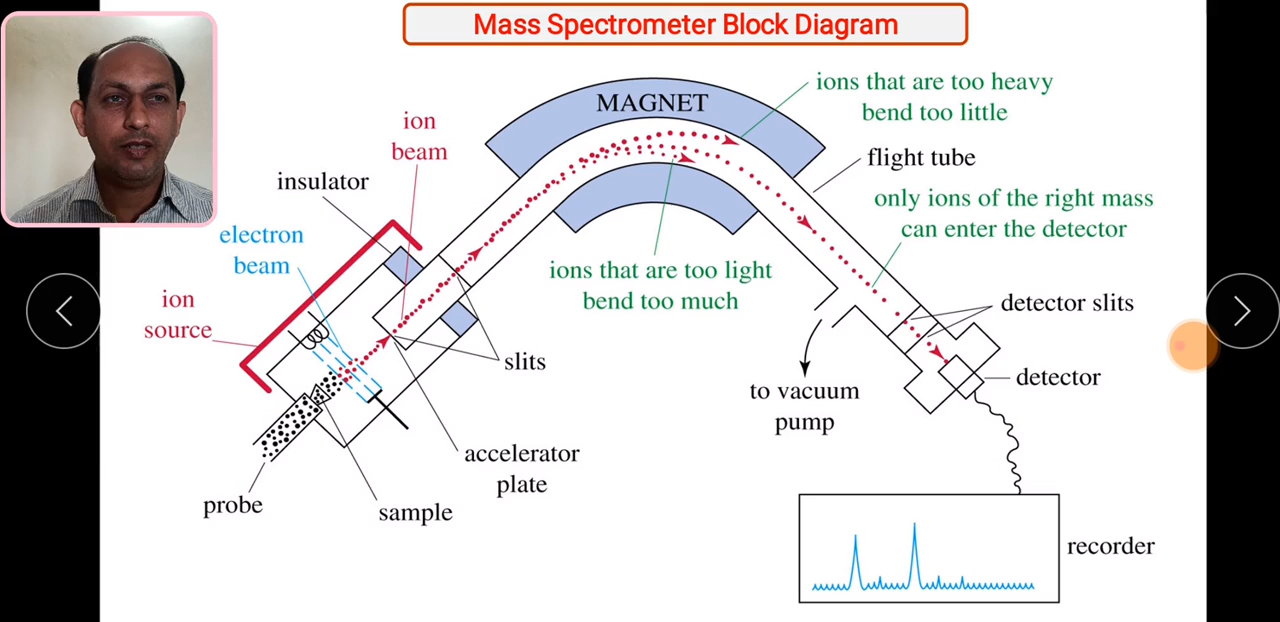 Mass Spectrometer Block Diagram
MAGNET
ions that are too heavy
bend too little
ion
beam
flight tube
insulator
only ions of the right mass
can enter the detector
electron
beam
ions that are too light
bend too much
ion
source
detector slits
slits
detector
to vacuum
pump
accelerator
plate
probe
sample
recorder